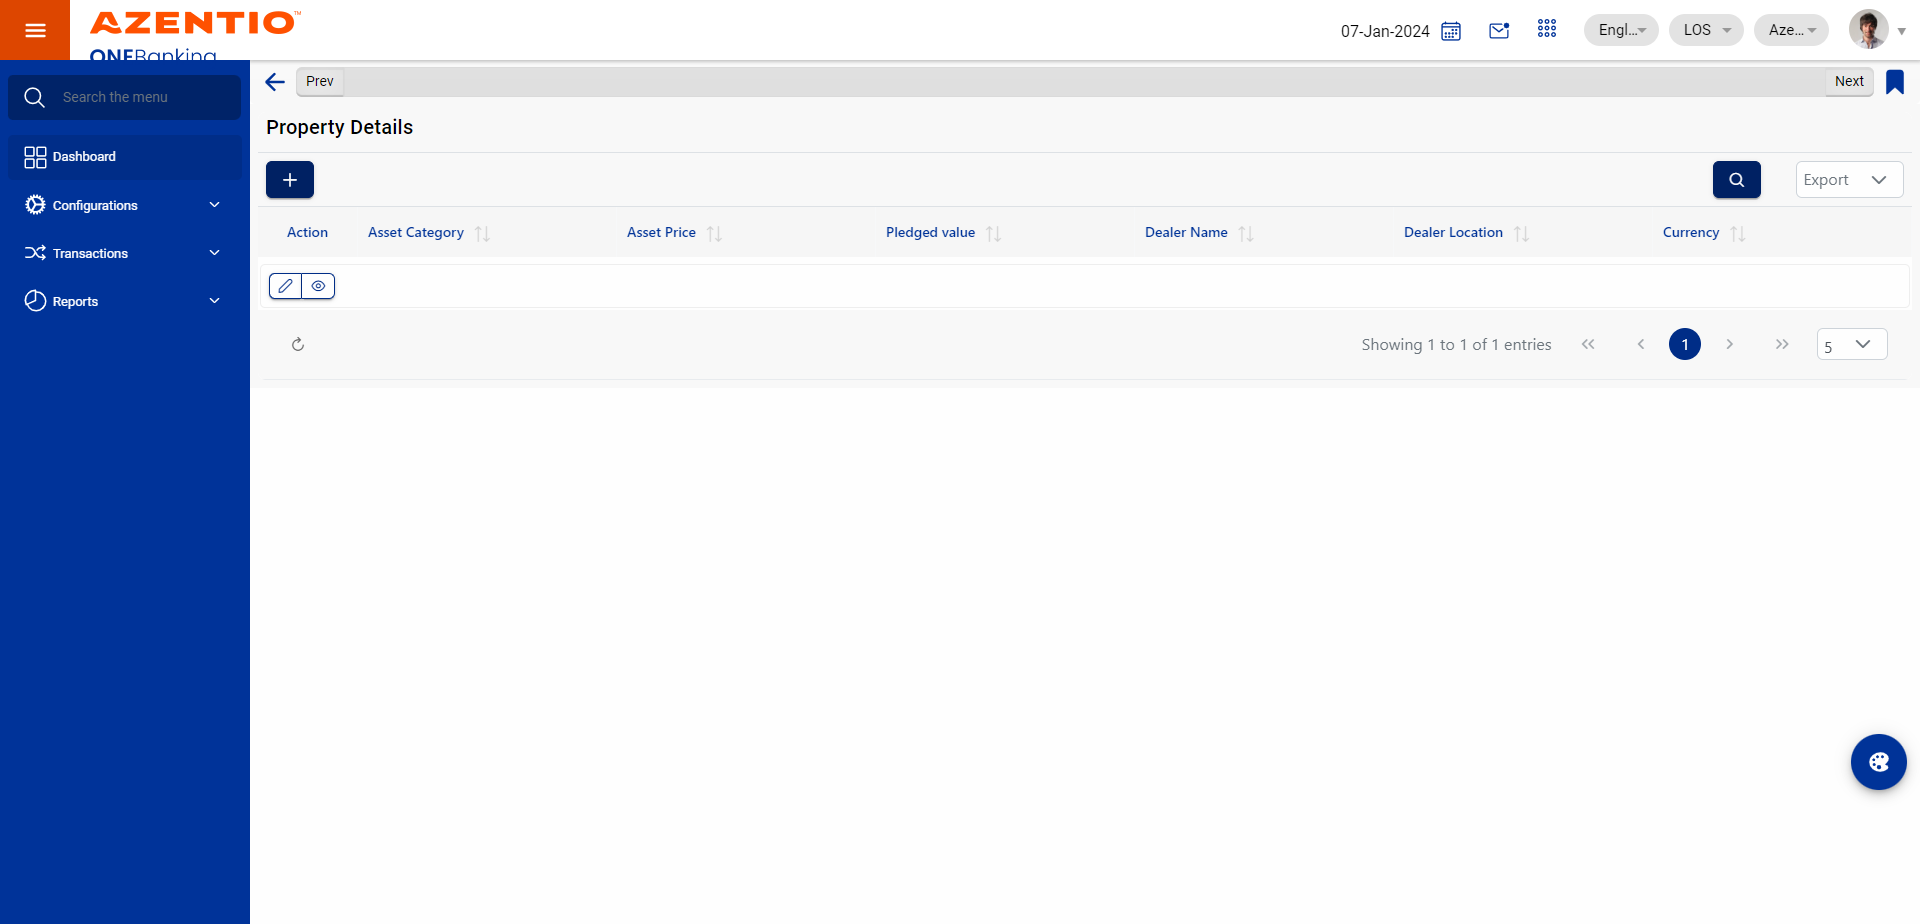 AZENTIO™
ONEBanking
07-Jan-2024
Engl...
LOS
Aze...
Search the menu
Dashboard
Configurations
Transactions
Reports
Prev
Next
Property Details
Export
Action
Asset Category
Asset Price
Pledged value
Dealer Name
Dealer Location
Currency
Showing 1 to 1 of 1 entries
1
5